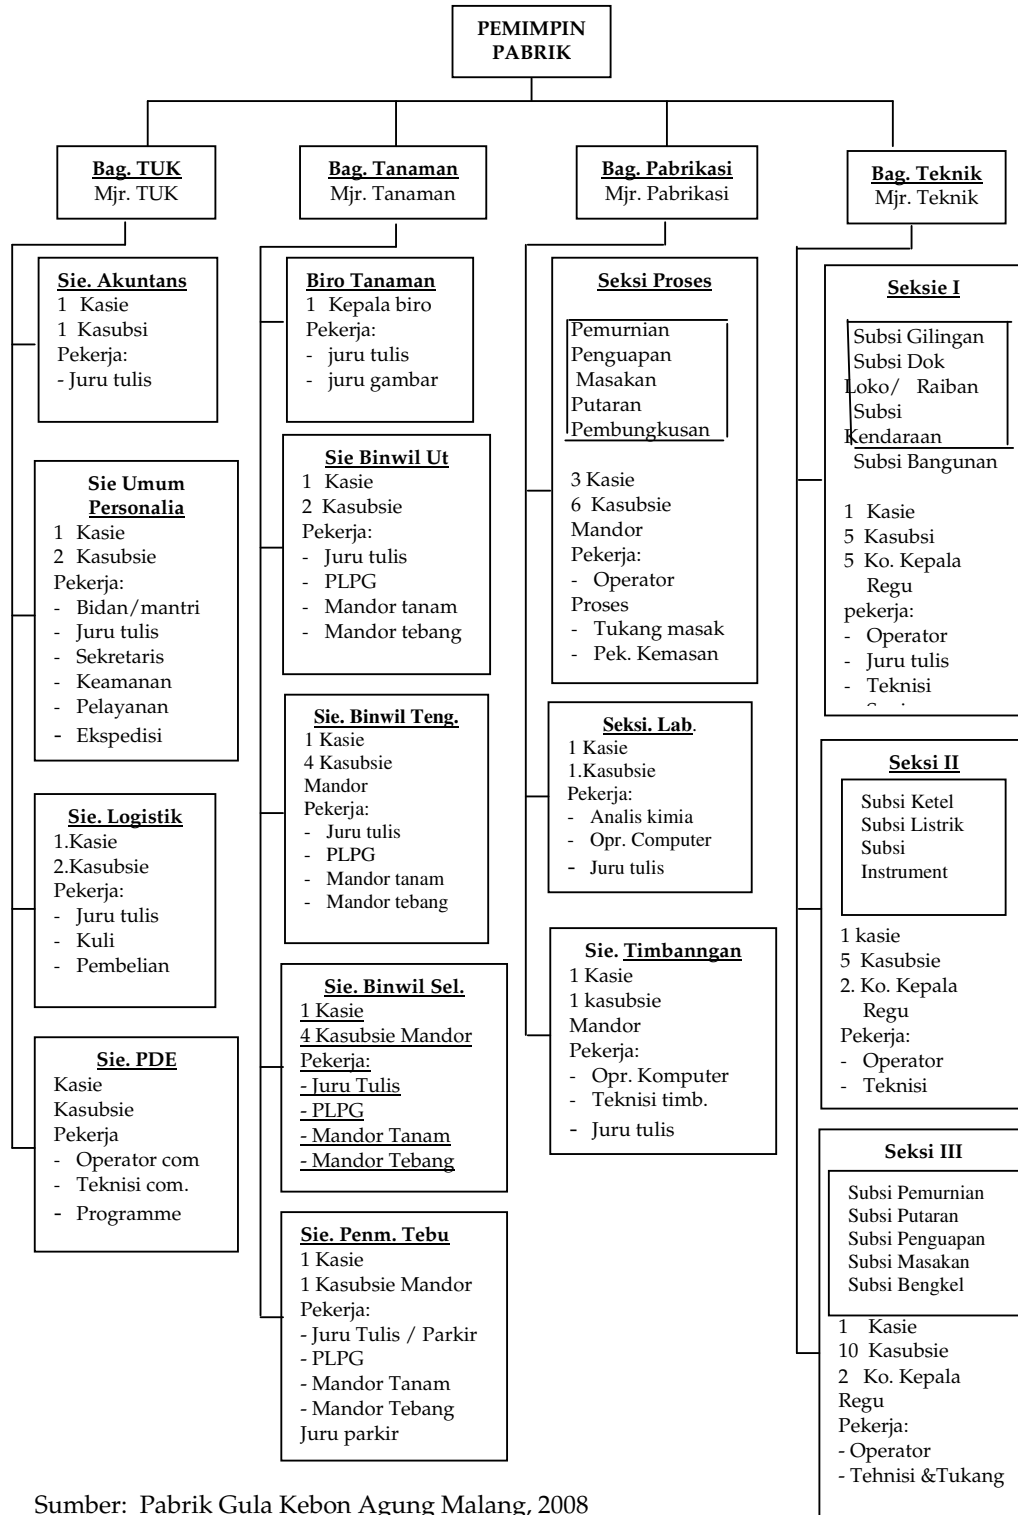 PEMIMPIN
PABRIK
Bag. TUK
Mjr. TUK
Bag. Tanaman
Mjr. Tanaman
Bag. Pabrikasi
Mjr. Pabrikasi
Bag. Teknik
Mjr. Teknik
Sie. Akuntans
1 Kasie
1 Kasubsi
Pekerja:
- Juru tulis
Sie Umum
Personalia
1 Kasie
2 Kasubsie
Pekerja:
- Bidan/mantri
- Juru tulis
- Sekretaris
- Keamanan
- Pelayanan
- Ekspedisi
Sie. Logistik
1.Kasie
2.Kasubsie
Pekerja:
- Juru tulis
- Kuli
- Pembelian
Sie. PDE
Kasie
Kasubsie
Pekerja
- Operator com
- Teknisi com.
- Programme
Biro Tanaman
1 Kepala biro
Pekerja:
- juru tulis
- juru gambar
Sie Binwil Ut
1 Kasie
2 Kasubsie
Pekerja:
- Juru tulis
- PLPG
- Mandor tanam
- Mandor tebang
Sie. Binwil Teng.
1 Kasie
4 Kasubsie
Mandor
Pekerja:
- Juru tulis
- PLPG
- Mandor tanam
- Mandor tebang
Sie. Binwil Sel.
1 Kasie
4 Kasubsie Mandor
Pekerja:
- Juru Tulis
- PLPG
- Mandor Tanam
- Mandor Tebang
Sie. Penm. Tebu
1 Kasie
1 Kasubsie Mandor
Pekerja:
- Juru Tulis / Parkir
- PLPG
- Mandor Tanam
- Mandor Tebang
Juru parkir
Seksi Proses
Pemurnian
Penguapan
Masakan
Putaran
Pembungkusan
3 Kasie
6 Kasubsie
Mandor
Pekerja:
- Operator
Proses
- Tukang masak
- Pek. Kemasan
Seksi. Lab.
1 Kasie
1.Kasubsie
Pekerja:
- Analis kimia
- Opr. Computer
- Juru tulis
Sie. Timbanngan
1 Kasie
1 kasubsie
Mandor
Pekerja:
- Opr. Komputer
- Teknisi timb.
- Juru tulis
Seksie I
Subsi Gilingan
Subsi Dok
Loko/ Raiban
Subsi
Kendaraan
Subsi Bangunan
1 Kasie
5 Kasubsi
5 Ko. Kepala
Regu
pekerja:
- Operator
- Juru tulis
- Teknisi
Seksi II
Subsi Ketel
Subsi Listrik
Subsi
Instrument
1 kasie
5 Kasubsie
2. Ko. Kepala
Regu
Pekerja:
- Operator
- Teknisi
Seksi III
Subsi Pemurnian
Subsi Putaran
Subsi Penguapan
Subsi Masakan
Subsi Bengkel
1 Kasie
10 Kasubsie
2 Ko. Kepala
Regu
Pekerja:
- Operator
- Tehnisi &Tukang
Sumber: Pabrik Gula Kebon Agung Malang, 2008